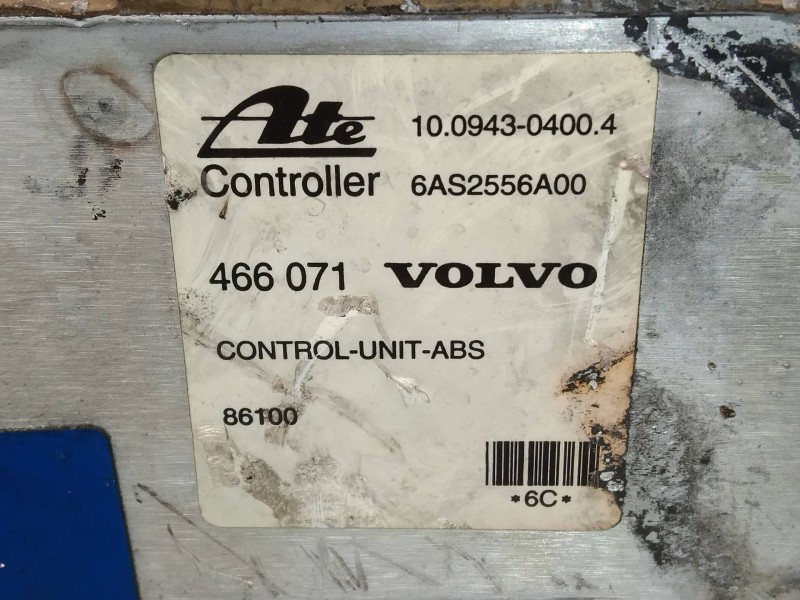 Ate 10.0943-0400.4
Controller 6AS2556A00
466 071 VOLVO
CONTROL-UNIT-ABS
86100
*6C*